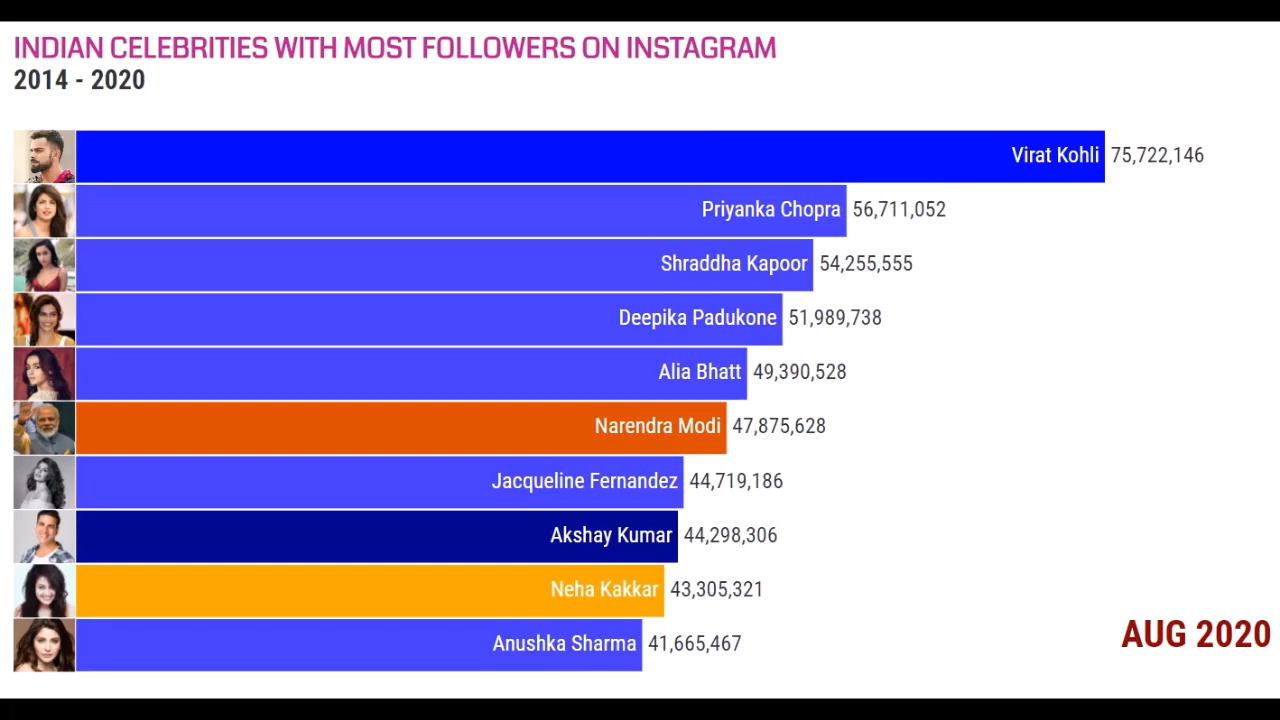 INDIAN CELEBRITIES WITH MOST FOLLOWERS ON INSTAGRAM
2014 - 2020
Virat Kohli 75,722,146
Priyanka Chopra 56,711,052
Shraddha Kapoor 54,255,555
Deepika Padukone 51,989,738
Alia Bhatt 49,390,528
Narendra Modi 47,875,628
Jacqueline Fernandez 44,719,186
Akshay Kumar 44,298,306
Neha Kakkar 43,305,321
Anushka Sharma 41,665,467
AUG 2020